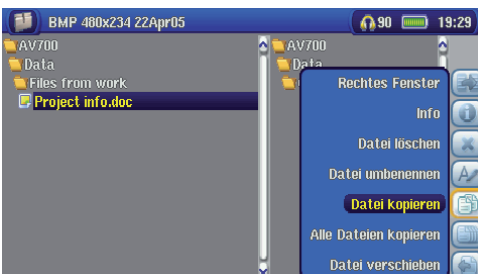 BMP 480x234 22Apr05
90
19:29
AV700
Data
Files from work
Project info.doc
AV700
Data
Rechtes Fenster
Info
Datei löschen
Datei umbenennen
Datei kopieren
Alle Dateien kopieren
Datei verschieben